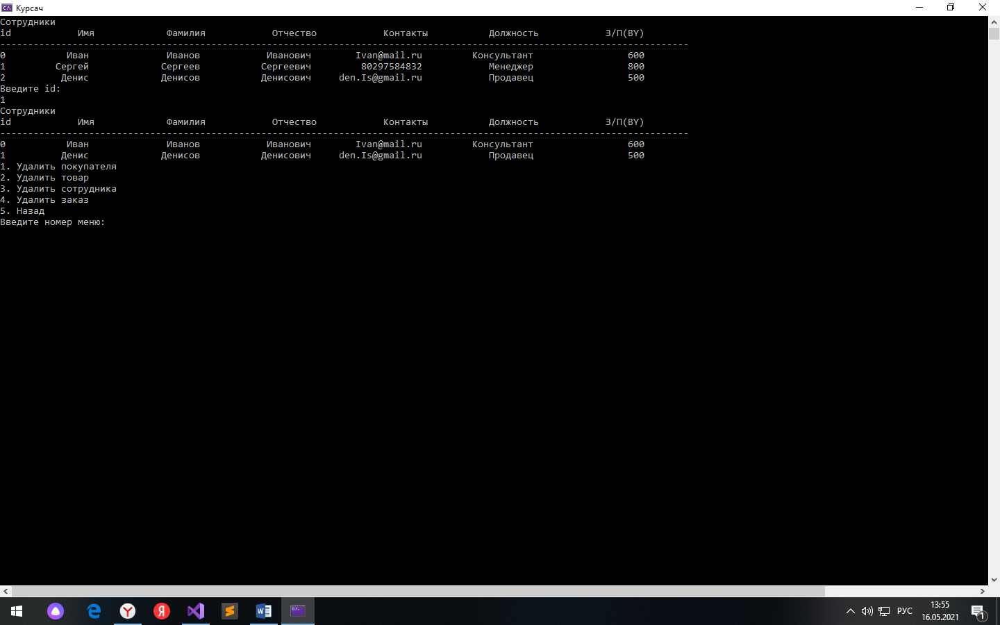 Курсач
Сотрудники
id Имя Фамилия Отчество Контакты Должность З/П(BY)
----------------------------------------------------------------------------------------------------------------------------
0 Иван Иванов Иванович Ivan@mail.ru Консультант 600
1 Сергей Сергеев Сергеевич 80297584832 Менеджер 800
2 Денис Денисов Денисович den.Is@gmail.ru Продавец 500
Введите id:
1
Сотрудники
id Имя Фамилия Отчество Контакты Должность З/П(BY)
----------------------------------------------------------------------------------------------------------------------------
0 Иван Иванов Иванович Ivan@mail.ru Консультант 600
1 Денис Денисов Денисович den.Is@gmail.ru Продавец 500
1. Удалить покупателя
2. Удалить товар
3. Удалить сотрудника
4. Удалить заказ
5. Назад
Введите номер меню:
РУС
13:55
16.05.2021
1